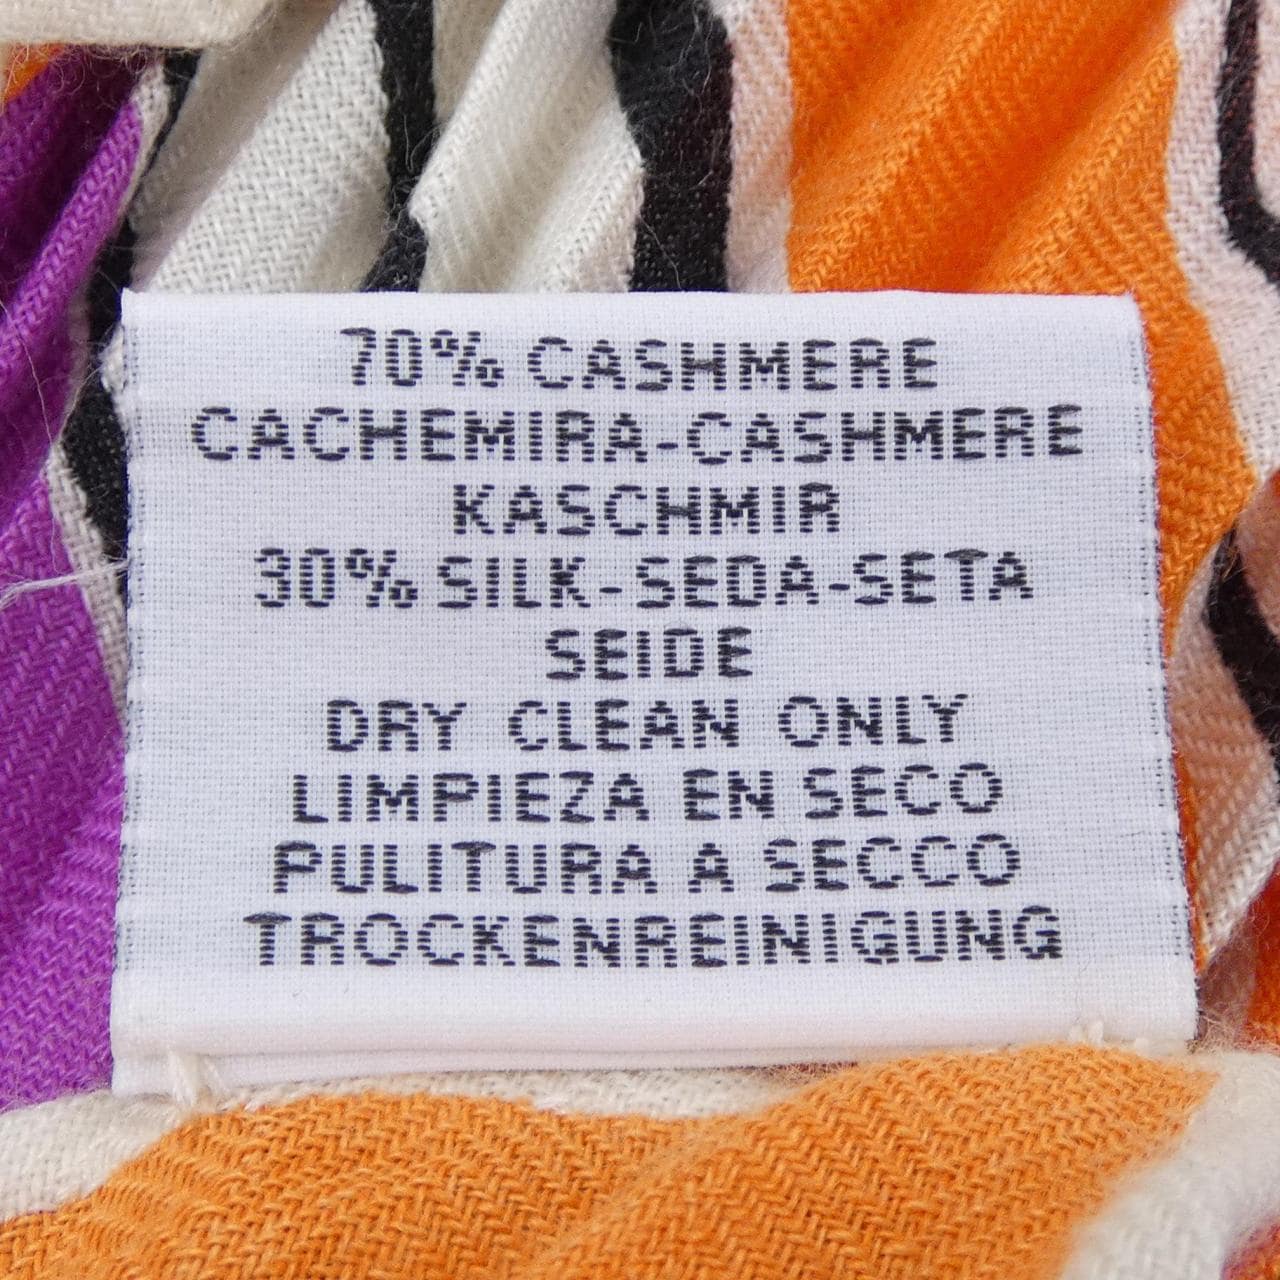 70% CASHMERE
CACHEMIRA-CASHMERE
KASCHMIR
30% SILK-SEDA-SETA
SEIDE
DRY CLEAN ONLY
LIMPIEZA EN SECO
PULITURA A SECCO
TROCKENREINIGUNG